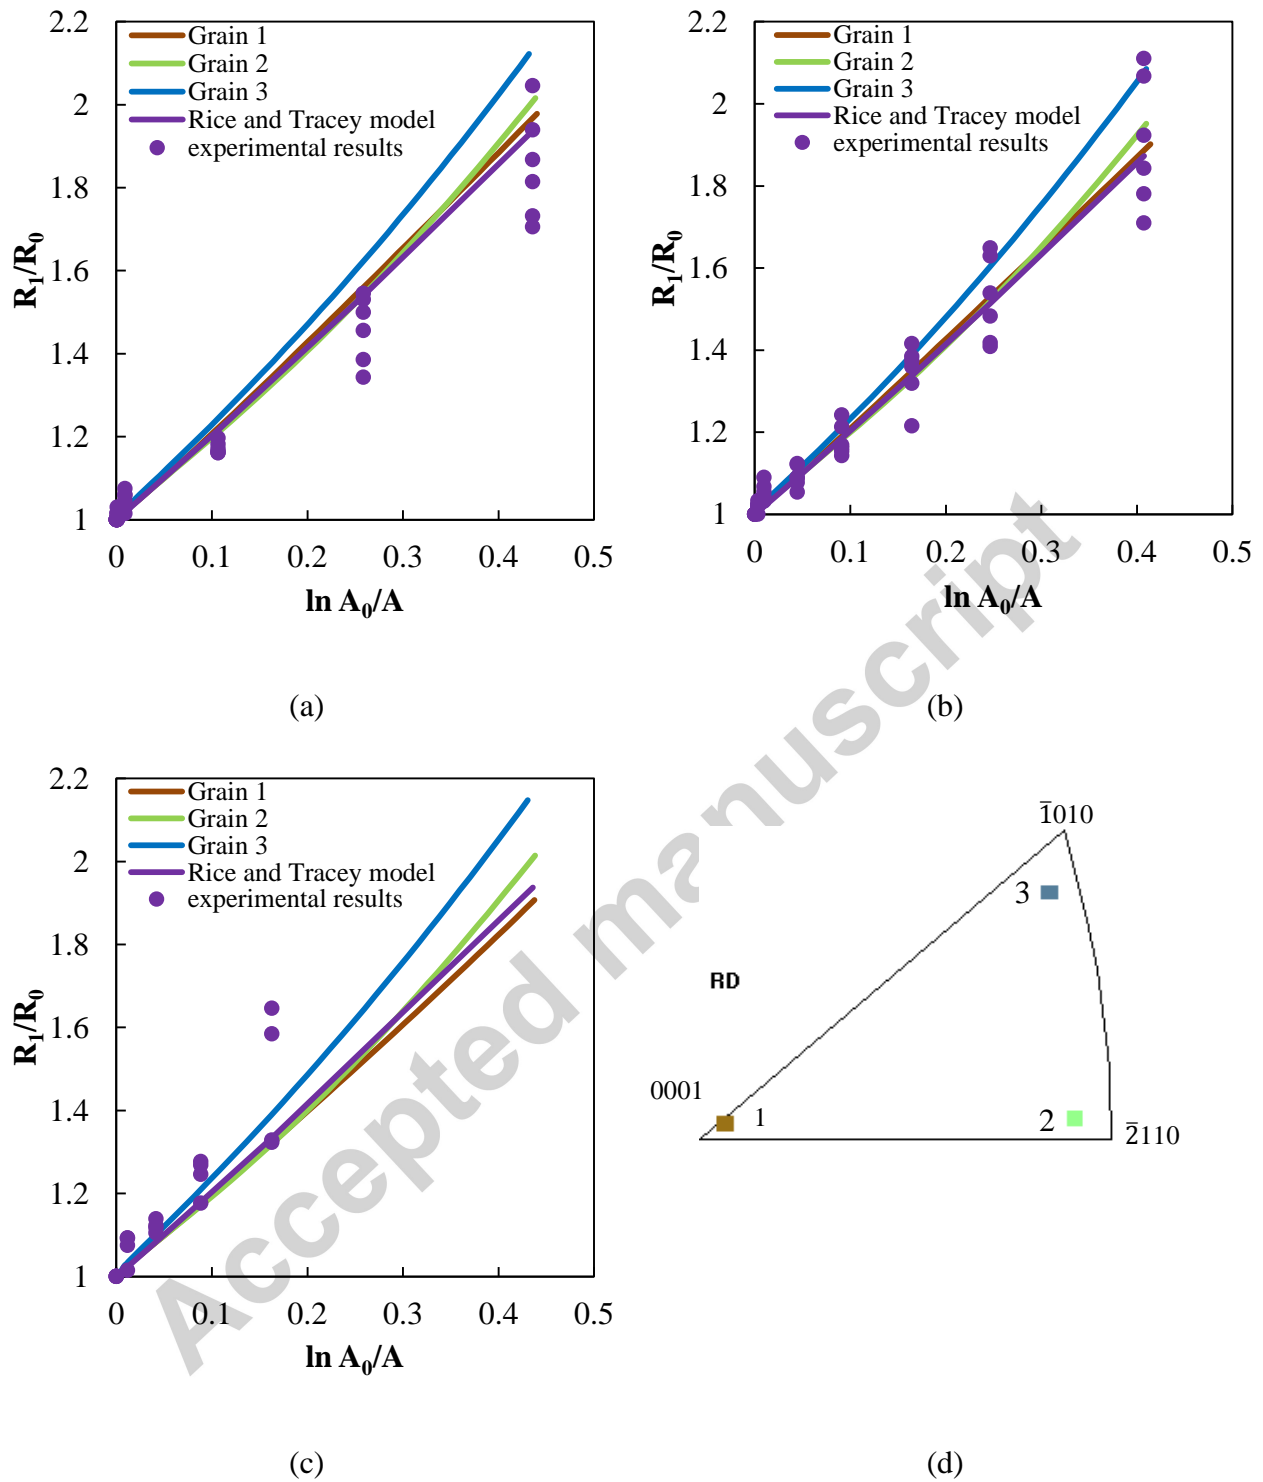 2.2
2
1.8
1.6
1.4
1.2
1
0 0.1 0.2 0.3 0.4 0.5
R1/R0
ln A0/A
Grain 1
Grain 2
Grain 3
Rice and Tracey model
experimental results
(a)
2.2
2
1.8
1.6
1.4
1.2
1
0 0.1 0.2 0.3 0.4 0.5
R1/R0
ln A0/A
Grain 1
Grain 2
Grain 3
Rice and Tracey model
experimental results
(b)
2.2
2
1.8
1.6
1.4
1.2
1
0 0.1 0.2 0.3 0.4 0.5
R1/R0
ln A0/A
Grain 1
Grain 2
Grain 3
Rice and Tracey model
experimental results
(c)
1̅010
3
RD
0001
1
2
2̅110
(d)
Accepted manuscript